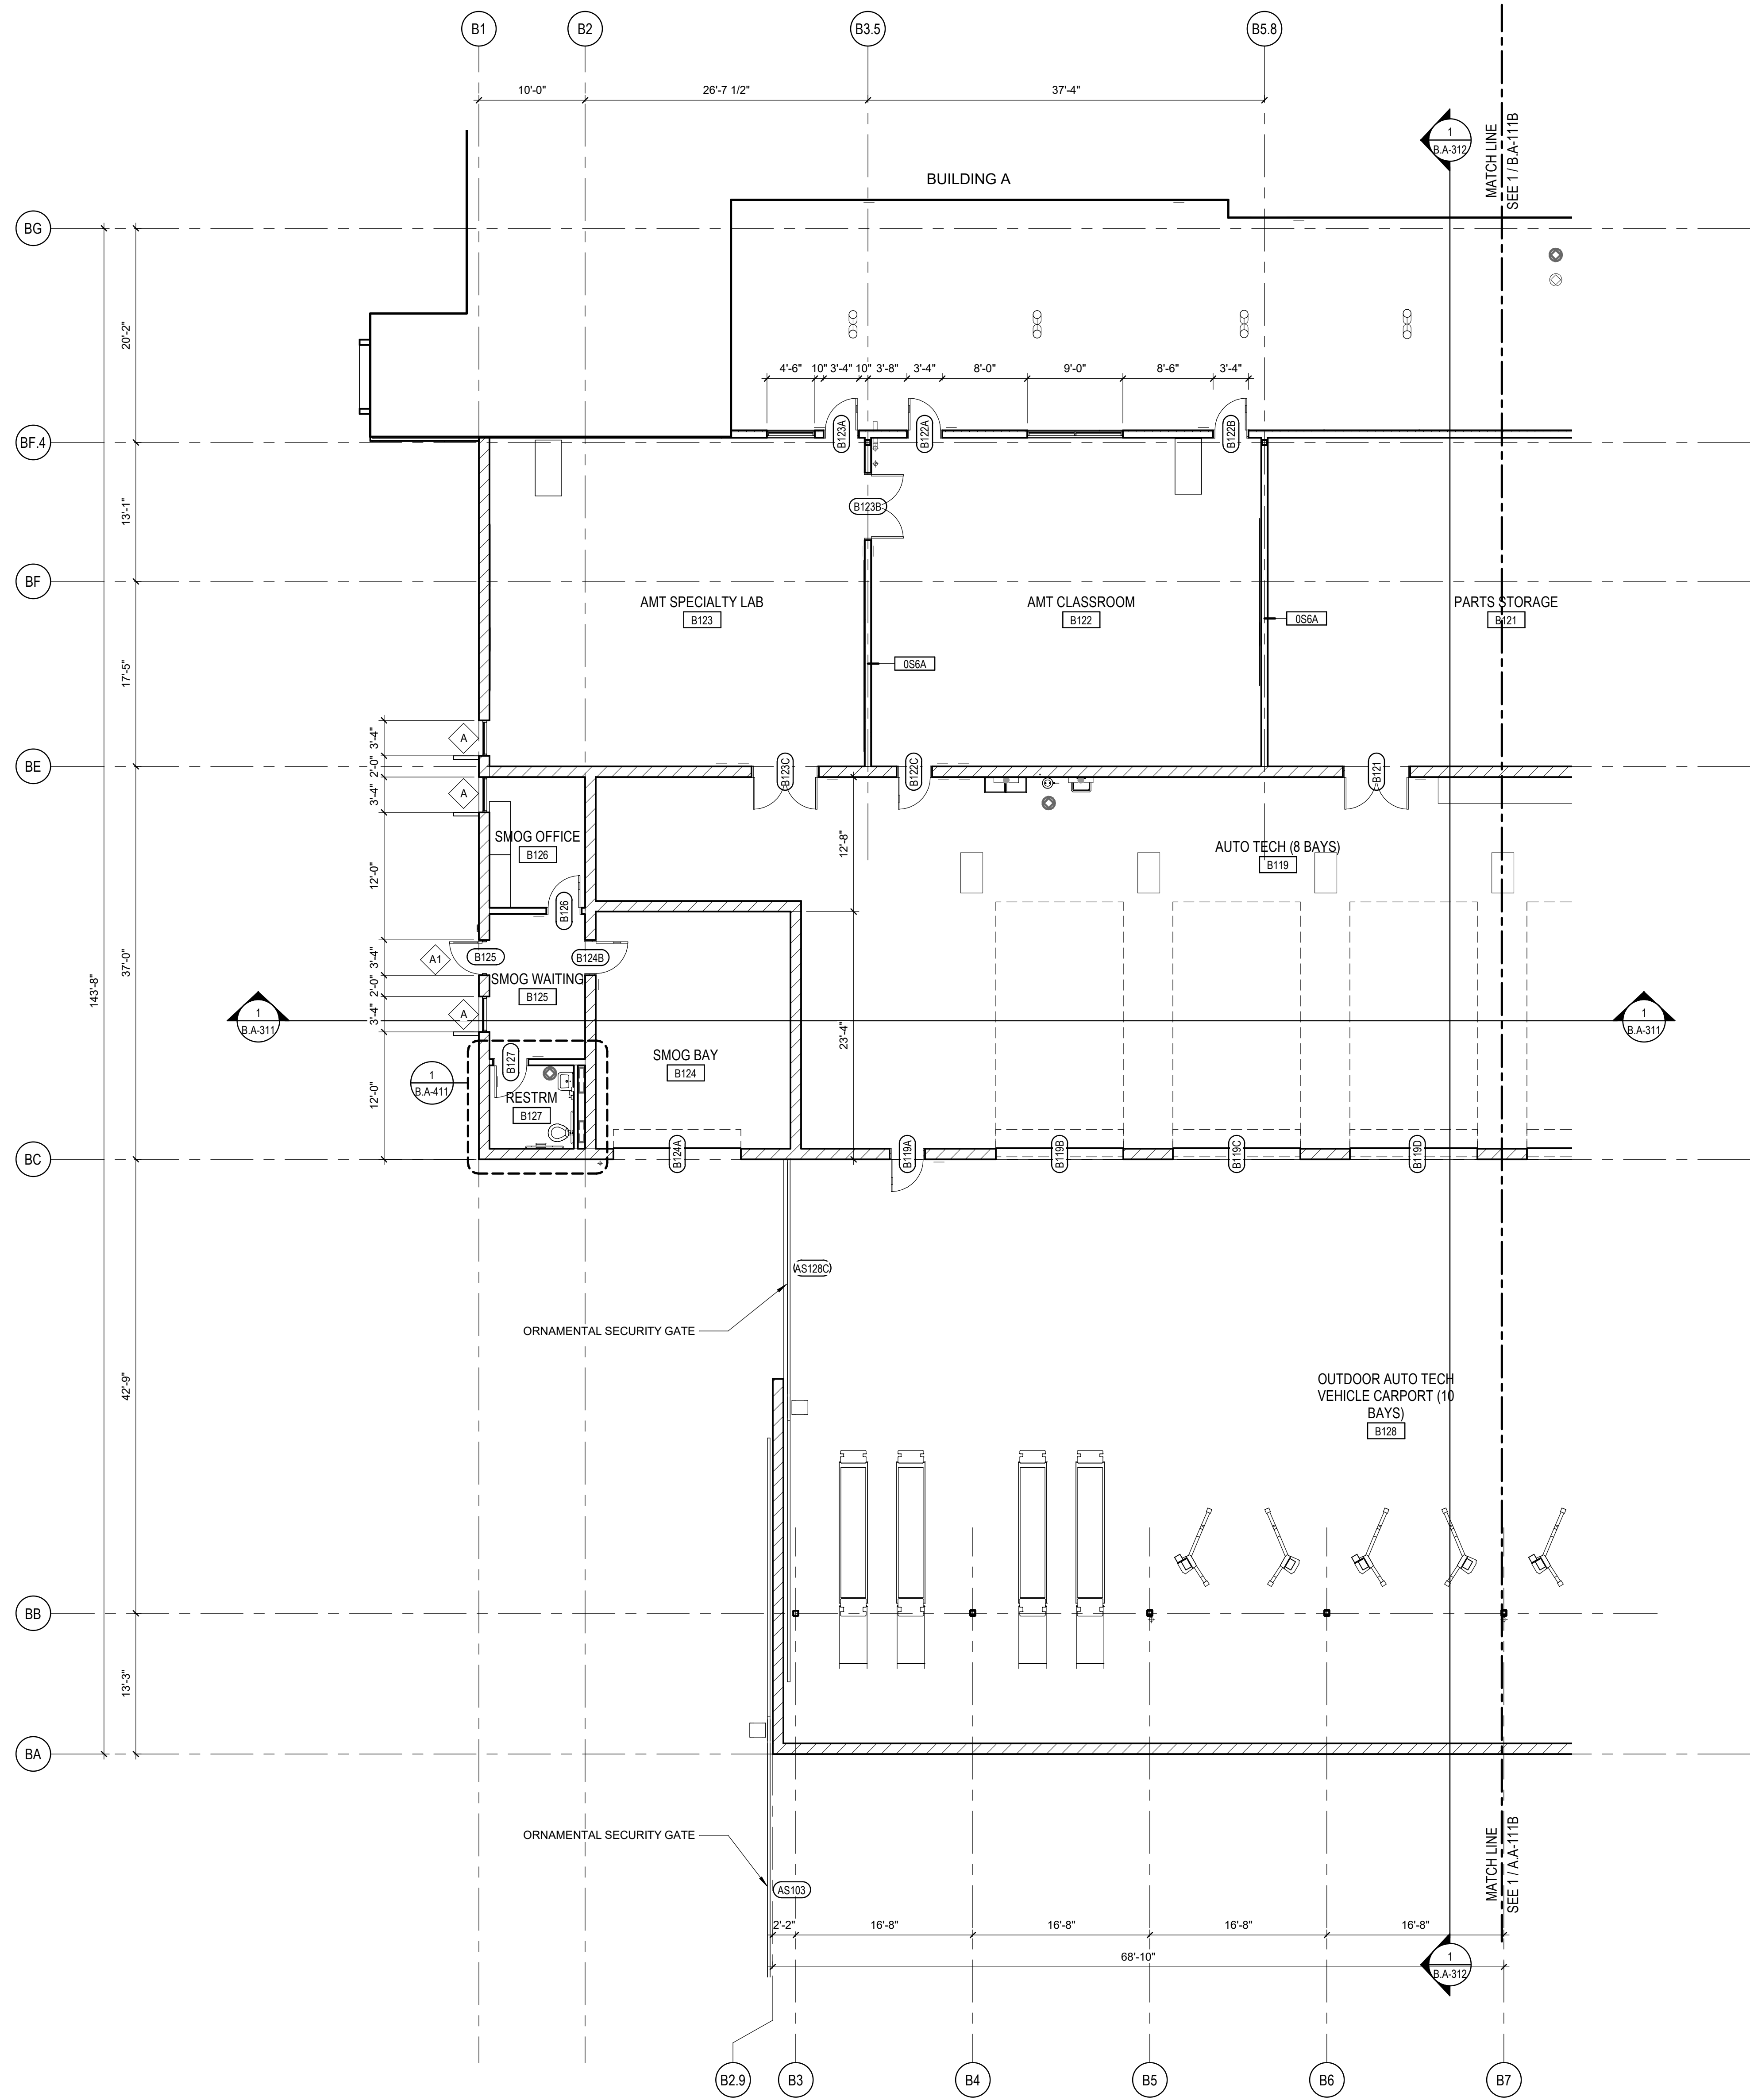 B1
B2
B3.5
B5.8
10'-0"
26'-7 1/2"
37'-4"
1
B.A-312
MATCH LINE
SEE 1 / B.A-111B
BUILDING A
BG
20'-2"
4'-6"
10"
3'-4"
10"
3'-8"
3'-4"
8'-0"
9'-0"
8'-6"
3'-4"
BF.4
B123A
B122A
B122B
13'-1"
B123B
BF
AMT SPECIALTY LAB
B123
AMT CLASSROOM
B122
PARTS STORAGE
B121
0S6A
0S6A
17'-5"
3'-4"
A
2'-0"
BE
B123C
B122C
B121
3'-4"
A
SMOG OFFICE
B126
12'-8"
AUTO TECH (8 BAYS)
B119
12'-0"
B126
143'-8"
37'-0"
3'-4"
A1
B125
B124B
SMOG WAITING
B125
2'-0"
3'-4"
A
1
B.A-311
1
B.A-311
23'-4"
SMOG BAY
B124
1
B.A-411
B127
RESTRM
B127
12'-0"
BC
B124A
B119A
B119B
B119C
B119D
AS128C
ORNAMENTAL SECURITY GATE
42'-9"
OUTDOOR AUTO TECH
VEHICLE CARPORT (10
BAYS)
B128
BB
13'-3"
BA
ORNAMENTAL SECURITY GATE
AS103
MATCH LINE
SEE 1 / A.A-111B
2'-2"
16'-8"
16'-8"
16'-8"
16'-8"
68'-10"
1
B.A-312
B2.9
B3
B4
B5
B6
B7